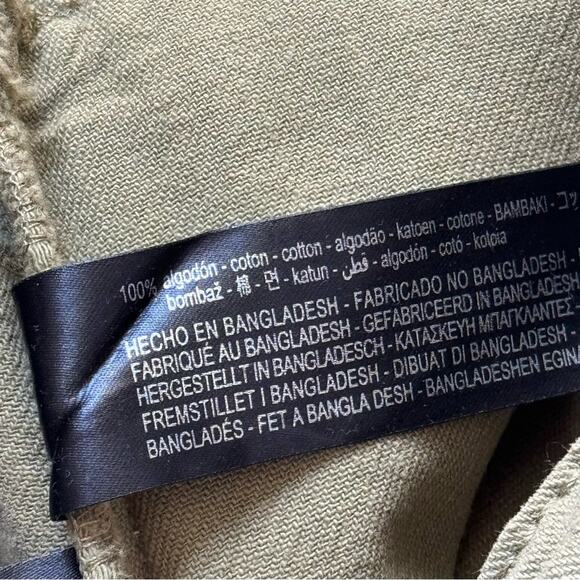 100% algodón - coton - cotton - algodão - katoen - cotone - BAMBAKI - コッ
bombaž - 棉 - 면 - katun - قطن - algodón - cotó - kotoia
HECHO EN BANGLADESH - FABRICADO NO BANGLADESH -
FABRIQUÉ AU BANGLADESH - GEFABRICEERD IN BANGLADESH
HERGESTELLT IN BANGLADESCH - ΚΑΤΑΣΚΕΥΗ ΜΠΑΓΚΛΑΝΤΕΣ
FREMSTILLET I BANGLADESH - DIBUAT DI BANGLADESH -
BANGLADÉS - FET A BANGLA DESH - BANGLADESHEN EGINA